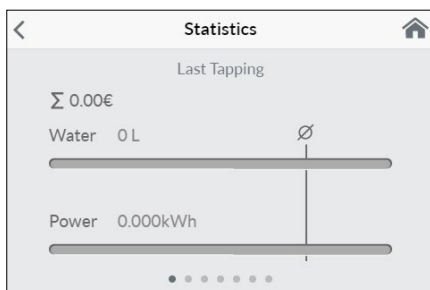 Statistics
Last Tapping
Σ 0.00€
Water 0 L Ø
Power 0.000kWh